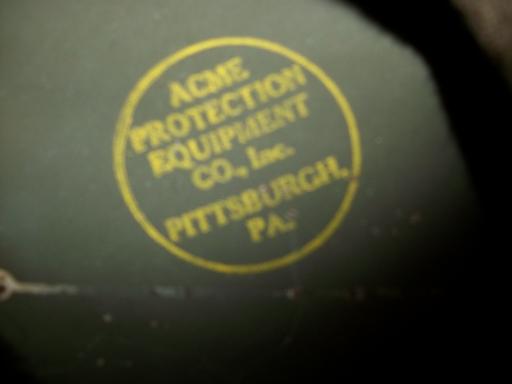 ACME
PROTECTION
EQUIPMENT
CO., Inc.
PITTSBURGH,
PA.